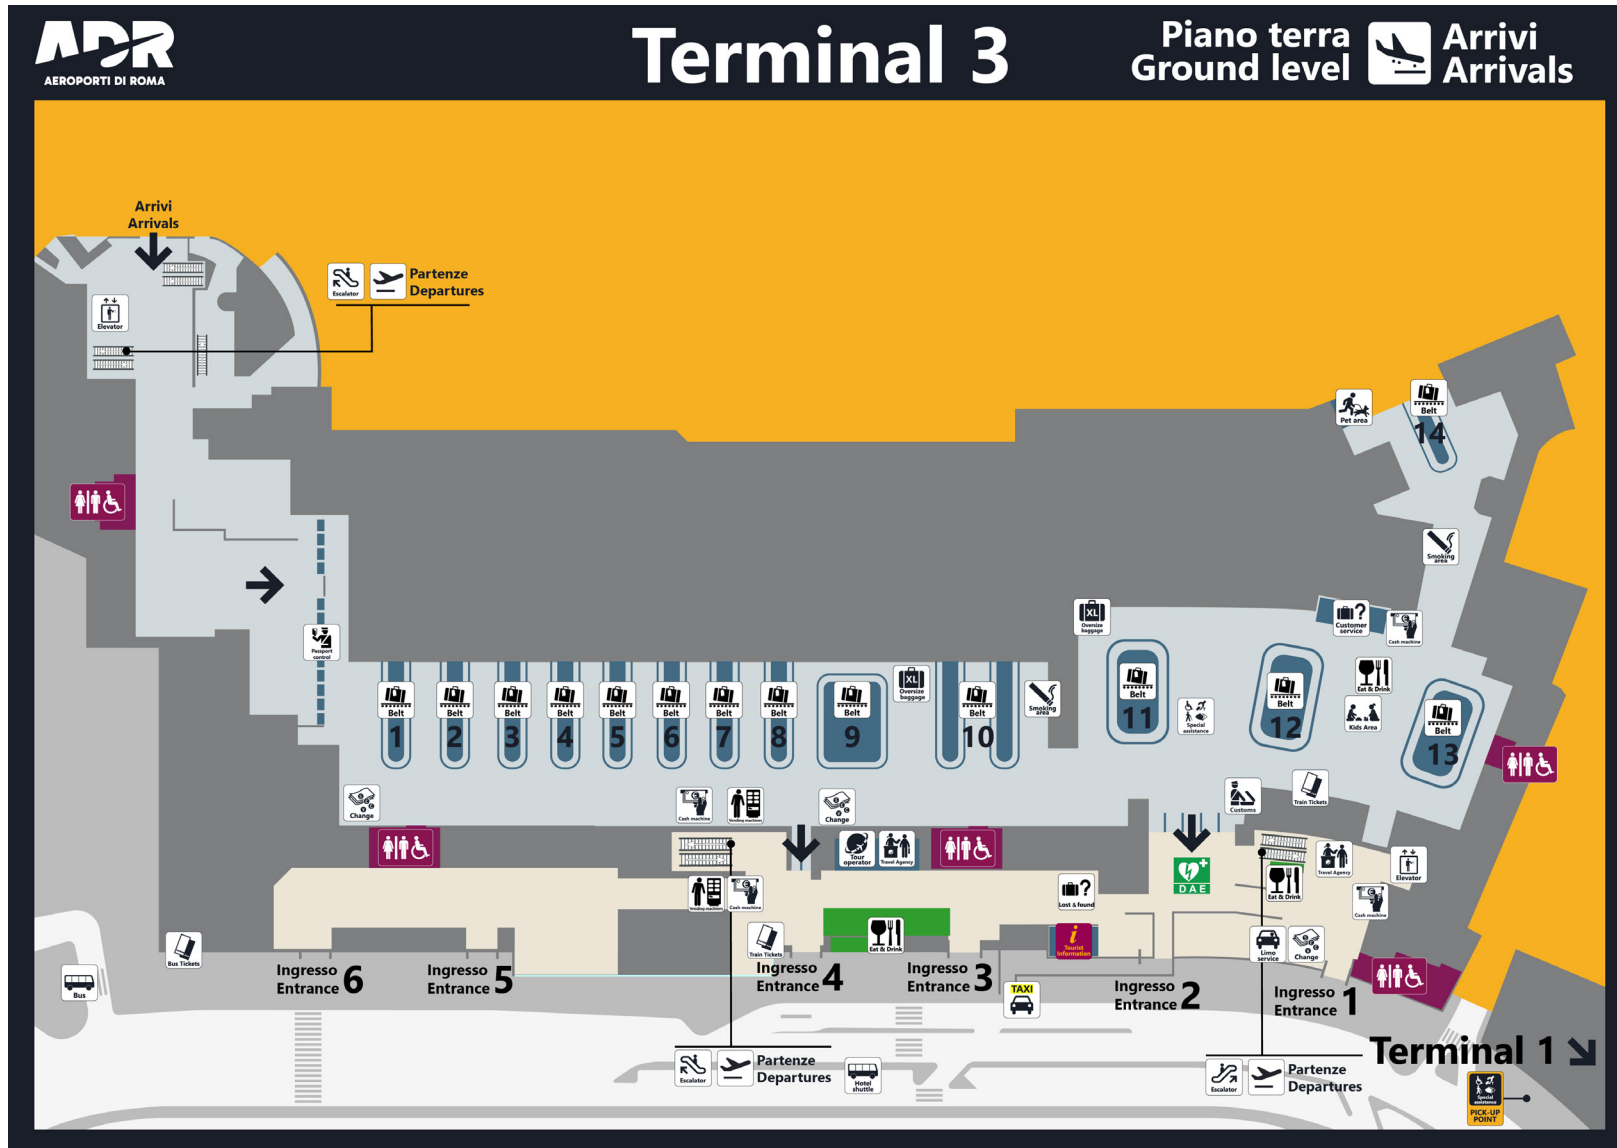 ADR
AEROPORTI DI ROMA
Terminal 3
Piano terra
Ground level
Arrivi
Arrivals
Arrivi
Arrivals
Escalator
Partenze
Departures
Elevator
Belt
14
Pet area
Smoking
area
Passport
control
XL
Oversize
baggage
?
Customer
service
Cash machine
Eat & Drink
Kids Area
Special
assistance
Belt
1
Belt
2
Belt
3
Belt
4
Belt
5
Belt
6
Belt
7
Belt
8
Belt
9
XL
Oversize
baggage
Belt
10
Smoking
area
Belt
11
Belt
12
Belt
13
Change
Cash machine
Vending machines
Change
Customs
Train Tickets
Tour
operator
Travel Agency
DAE
Travel Agency
Elevator
Vending machines
Cash machine
?
Lost & found
Eat & Drink
Cash machine
Bus Tickets
Train Tickets
Eat & Drink
i
Tourist
Information
Limo
service
Change
Bus
Ingresso
Entrance 6
Ingresso
Entrance 5
Ingresso
Entrance 4
Ingresso
Entrance 3
TAXI
Ingresso
Entrance 2
Ingresso
Entrance 1
Terminal 1
Escalator
Partenze
Departures
Hotel
shuttle
Escalator
Partenze
Departures
Special
assistance
PICK-UP
POINT